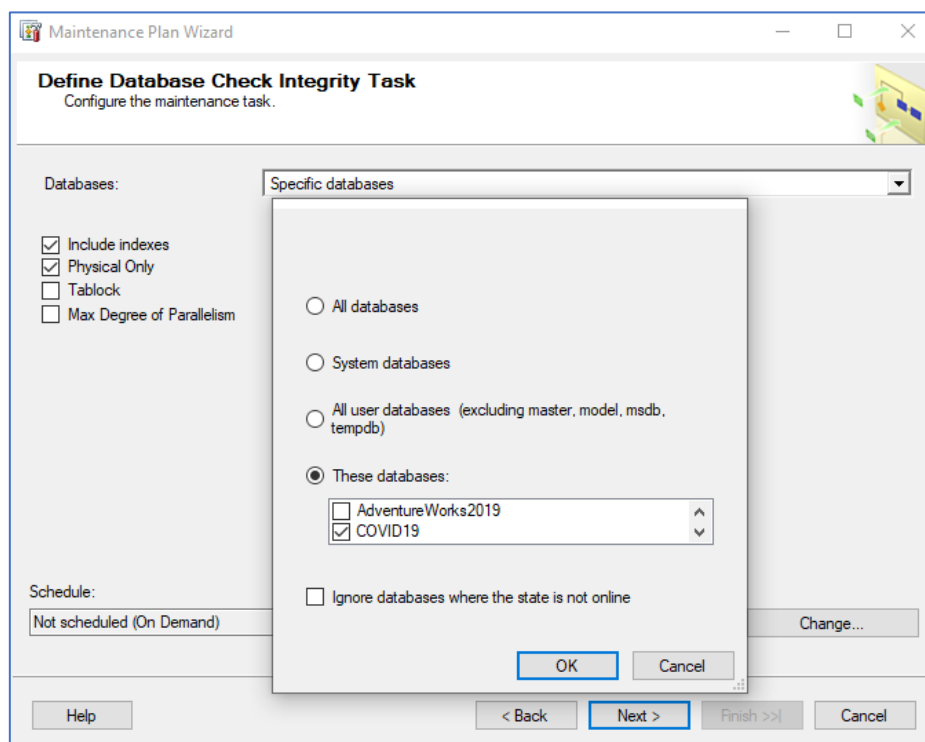 Maintenance Plan Wizard
Define Database Check Integrity Task
Configure the maintenance task.
Databases:
Specific databases
Include indexes
Physical Only
Tablock
Max Degree of Parallelism
All databases
System databases
All user databases (excluding master, model, msdb,
tempdb)
These databases:
AdventureWorks2019
COVID19
Ignore databases where the state is not online
OK
Cancel
Schedule:
Not scheduled (On Demand)
Change...
Help
< Back
Next >
Finish >>|
Cancel